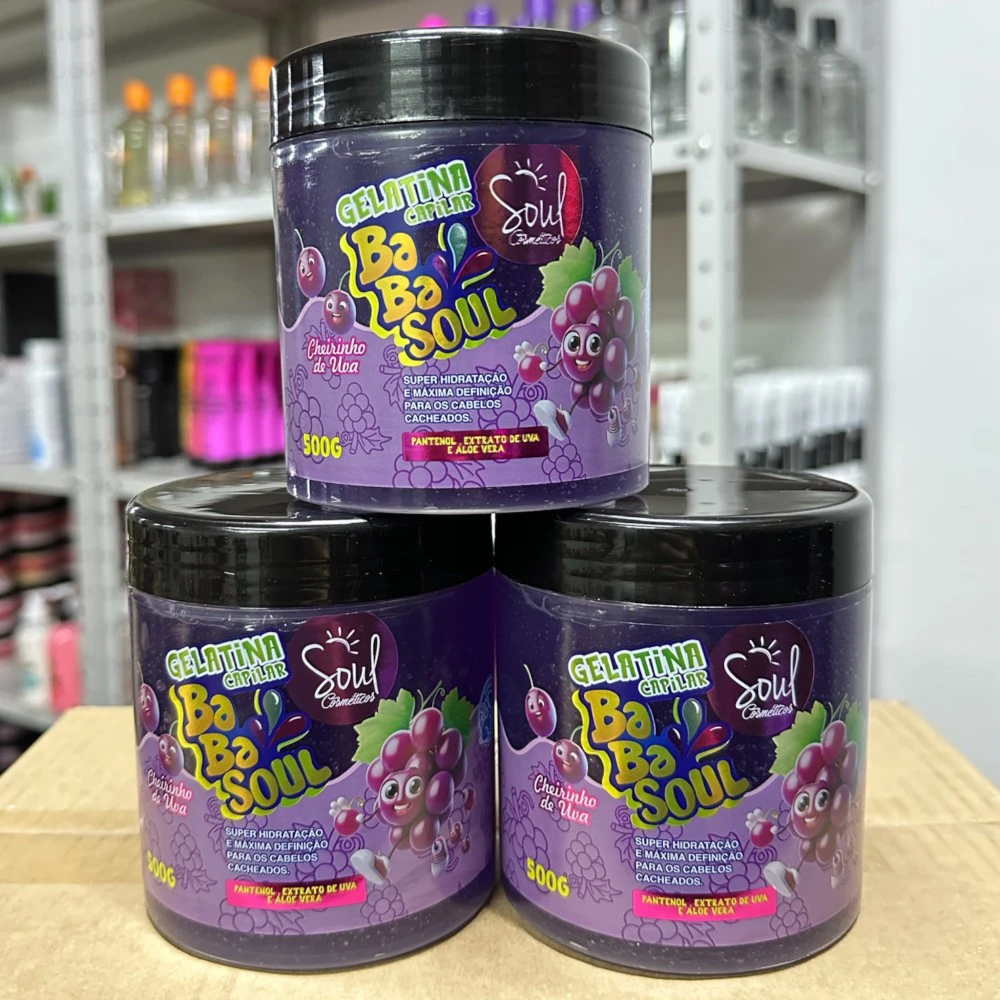 GELATINA
CAPILAR
Soul
Cosméticos
BA
BA
SOUL
Cheirinho
de Uva
SUPER HIDRATAÇÃO
E MÁXIMA DEFINIÇÃO
PARA OS CABELOS
CACHEADOS.
500G
PANTENOL , EXTRATO DE UVA
E ALOE VERA
GELATINA
CAPILAR
Soul
Cosméticos
BA
BA
SOUL
Cheirinho
de Uva
SUPER HIDRATAÇÃO
E MÁXIMA DEFINIÇÃO
PARA OS CABELOS
CACHEADOS.
500G
PANTENOL , EXTRATO DE UVA
E ALOE VERA
GELATINA
CAPILAR
Soul
Cosméticos
BA
BA
SOUL
Cheirinho
de Uva
SUPER HIDRATAÇÃO
E MÁXIMA DEFINIÇÃO
PARA OS CABELOS
CACHEADOS.
500G
PANTENOL , EXTRATO DE UVA
E ALOE VERA